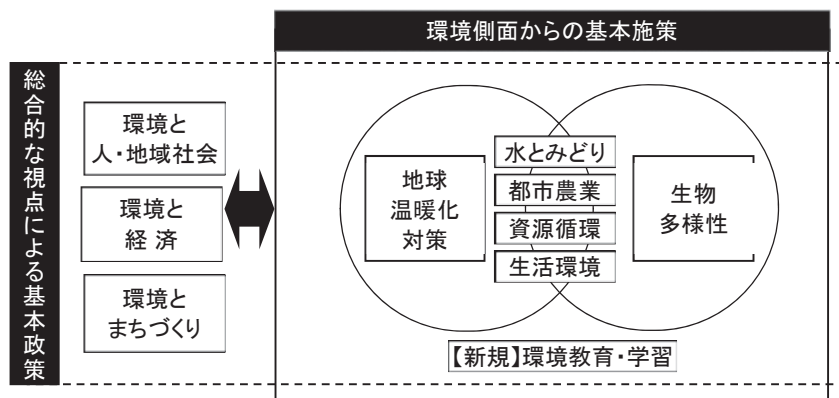 環境側面からの基本施策
総合的な視点による基本政策
環境と
人・地域社会
環境と
経 済
環境と
まちづくり
地球
温暖化
対策
水とみどり
都市農業
資源循環
生活環境
生物
多様性
【新規】環境教育・学習